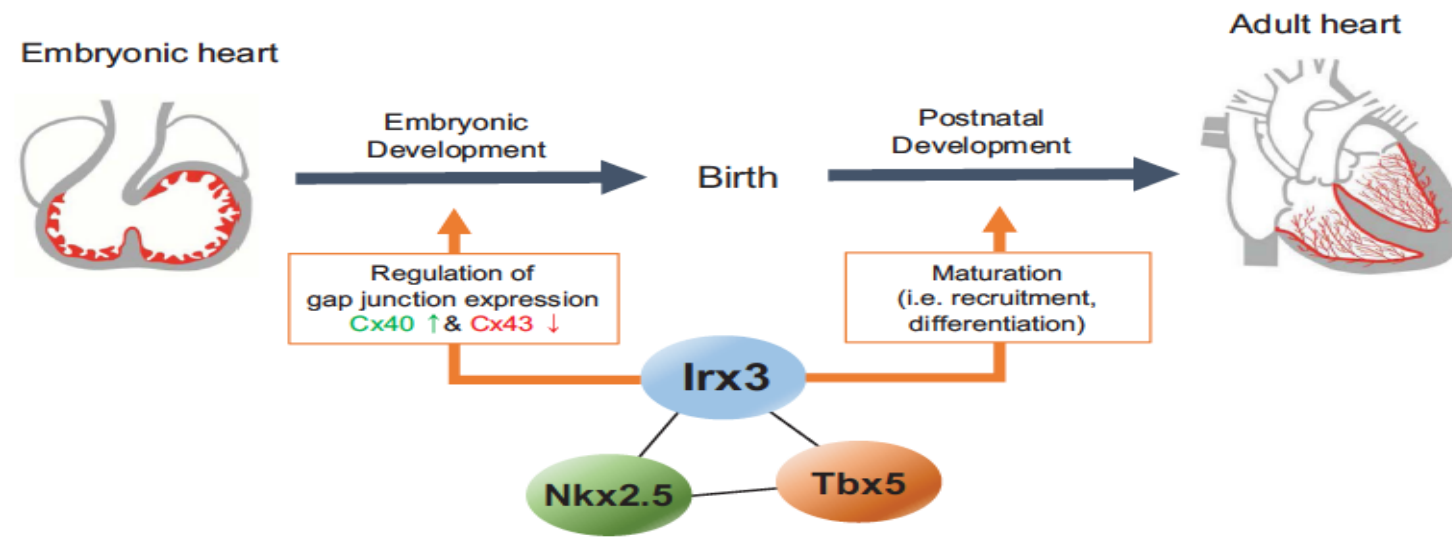 Embryonic heart
Adult heart
Embryonic
Development
Birth
Postnatal
Development
Regulation of
gap junction expression
Cx40 ↑ & Cx43 ↓
Maturation
(i.e. recruitment,
differentiation)
Irx3
Nkx2.5
Tbx5